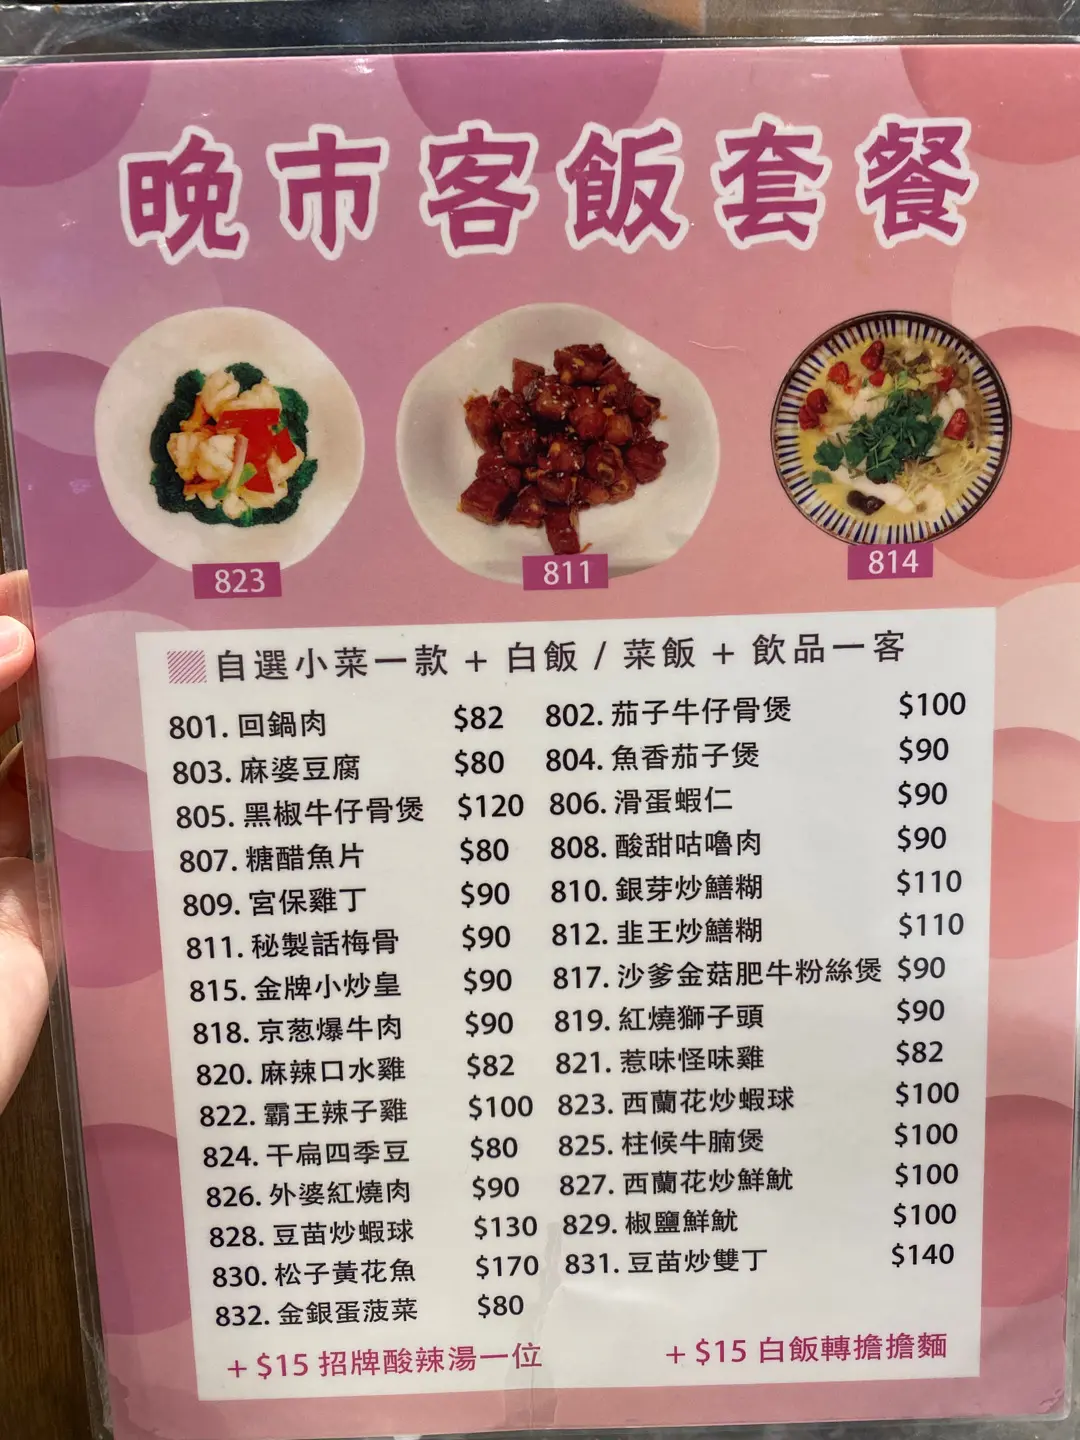 晚市客飯套餐
823
811
814
自選小菜一款 + 白飯 / 菜飯 + 飲品一客
801. 回鍋肉 $82 802. 茄子牛仔骨煲 $100
803. 麻婆豆腐 $80 804. 魚香茄子煲 $90
805. 黑椒牛仔骨煲 $120 806. 滑蛋蝦仁 $90
807. 糖醋魚片 $80 808. 酸甜咕嚕肉 $90
809. 宮保雞丁 $90 810. 銀芽炒鱔糊 $110
811. 秘製話梅骨 $90 812. 韭王炒鱔糊 $110
815. 金牌小炒皇 $90 817. 沙爹金菇肥牛粉絲煲 $90
818. 京葱爆牛肉 $90 819. 紅燒獅子頭 $90
820. 麻辣口水雞 $82 821. 惹味怪味雞 $82
822. 霸王辣子雞 $100 823. 西蘭花炒蝦球 $100
824. 干扁四季豆 $80 825. 柱候牛腩煲 $100
826. 外婆紅燒肉 $90 827. 西蘭花炒鮮魷 $100
828. 豆苗炒蝦球 $130 829. 椒鹽鮮魷 $100
830. 松子黃花魚 $170 831. 豆苗炒雙丁 $140
832. 金銀蛋菠菜 $80
+ $15 招牌酸辣湯一位 + $15 白飯轉擔擔麵